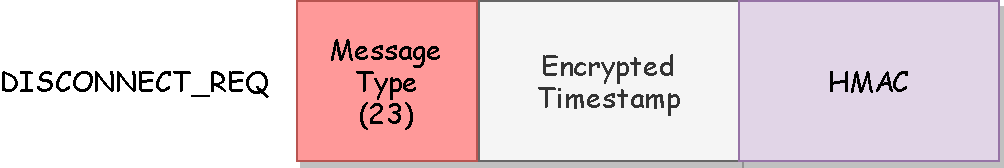 DISCONNECT_REQ
Message
Type
(23)
Encrypted
Timestamp
HMAC